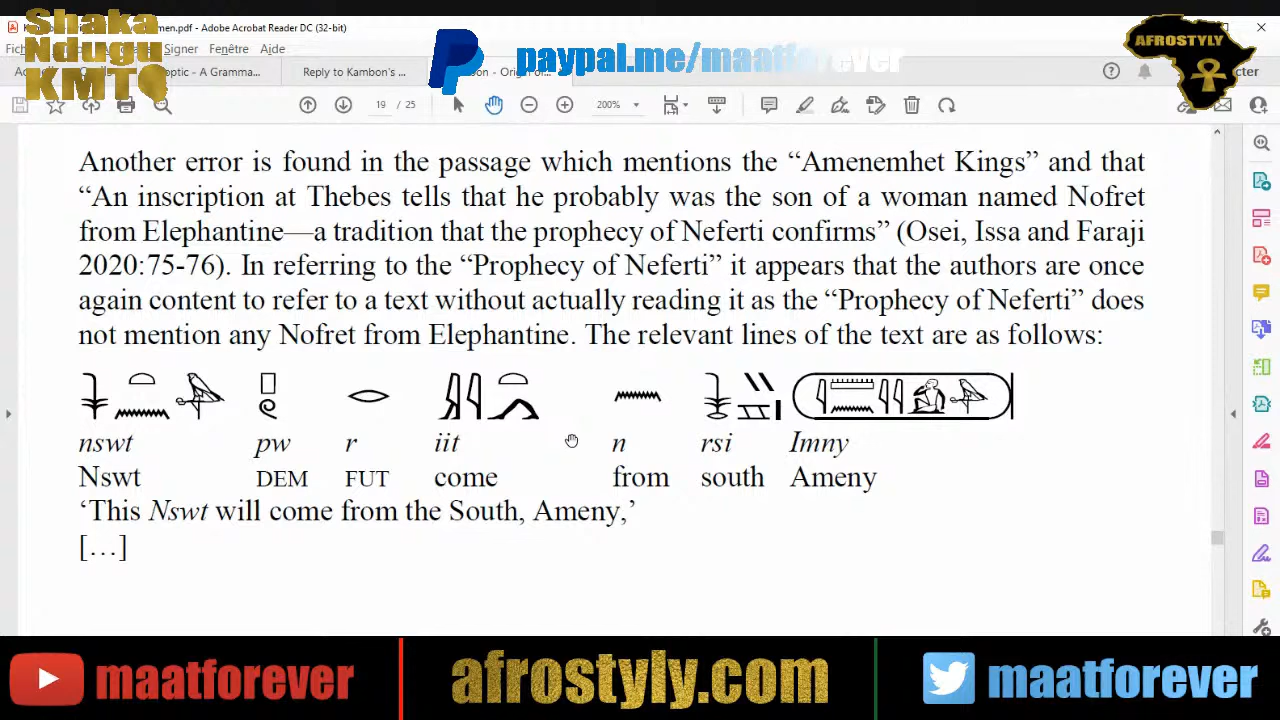 Shaka
Ndugu
KMT
men.pdf - Adobe Acrobat Reader DC (32-bit)
Signer Fenêtre Aide
optic - A Gramma...
Reply to Kambon's ...
paypal.me/maatforever
AFROSTYLY
19 / 25
200%
Another error is found in the passage which mentions the “Amenemhet Kings” and that
“An inscription at Thebes tells that he probably was the son of a woman named Nofret
from Elephantine—a tradition that the prophecy of Neferti confirms” (Osei, Issa and Faraji
2020:75-76). In referring to the “Prophecy of Neferti” it appears that the authors are once
again content to refer to a text without actually reading it as the “Prophecy of Neferti” does
not mention any Nofret from Elephantine. The relevant lines of the text are as follows:
nswt pw r iit n rsi Imny
Nswt DEM FUT come from south Ameny
‘This Nswt will come from the South, Ameny,’
[…]
maatforever
afrostyly.com
maatforever